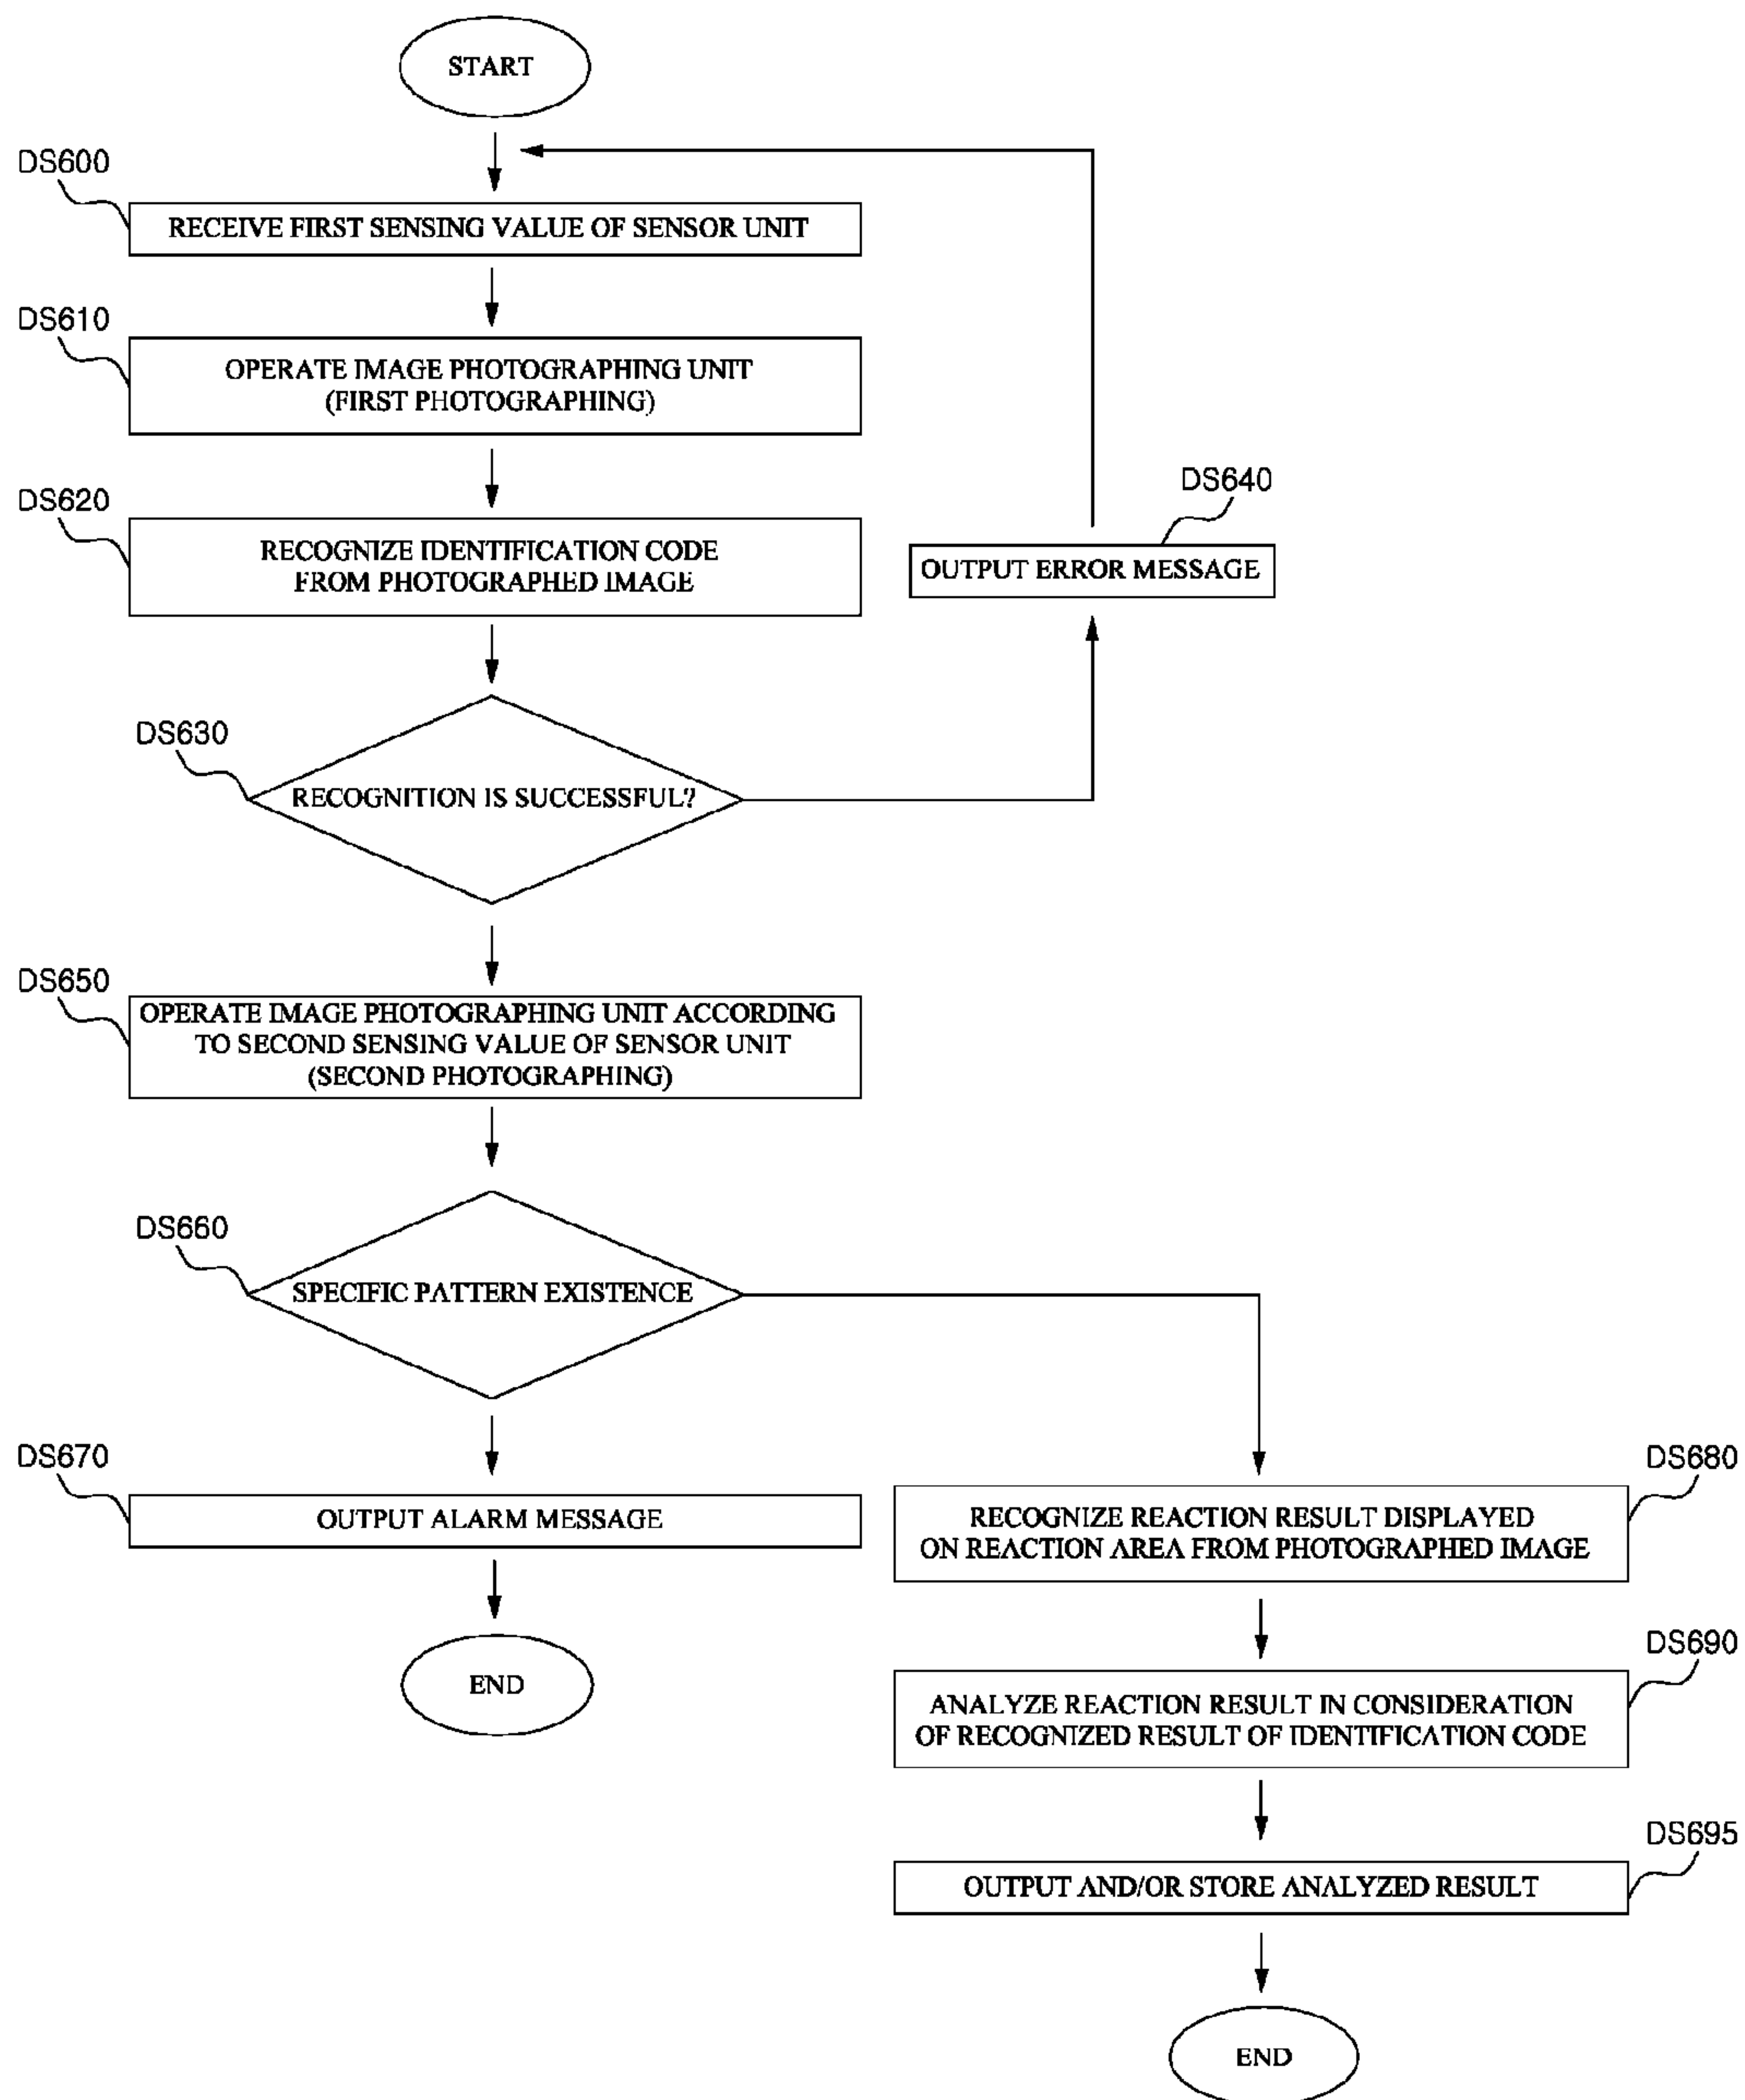 START
DS600
RECEIVE FIRST SENSING VALUE OF SENSOR UNIT
DS610
OPERATE IMAGE PHOTOGRAPHING UNIT
(FIRST PHOTOGRAPHING)
DS620
RECOGNIZE IDENTIFICATION CODE
FROM PHOTOGRAPHED IMAGE
DS640
OUTPUT ERROR MESSAGE
DS630
RECOGNITION IS SUCCESSFUL?
DS650
OPERATE IMAGE PHOTOGRAPHING UNIT ACCORDING
TO SECOND SENSING VALUE OF SENSOR UNIT
(SECOND PHOTOGRAPHING)
DS660
SPECIFIC PATTERN EXISTENCE
DS670
OUTPUT ALARM MESSAGE
END
DS680
RECOGNIZE REACTION RESULT DISPLAYED
ON REACTION AREA FROM PHOTOGRAPHED IMAGE
DS690
ANALYZE REACTION RESULT IN CONSIDERATION
OF RECOGNIZED RESULT OF IDENTIFICATION CODE
DS695
OUTPUT AND/OR STORE ANALYZED RESULT
END